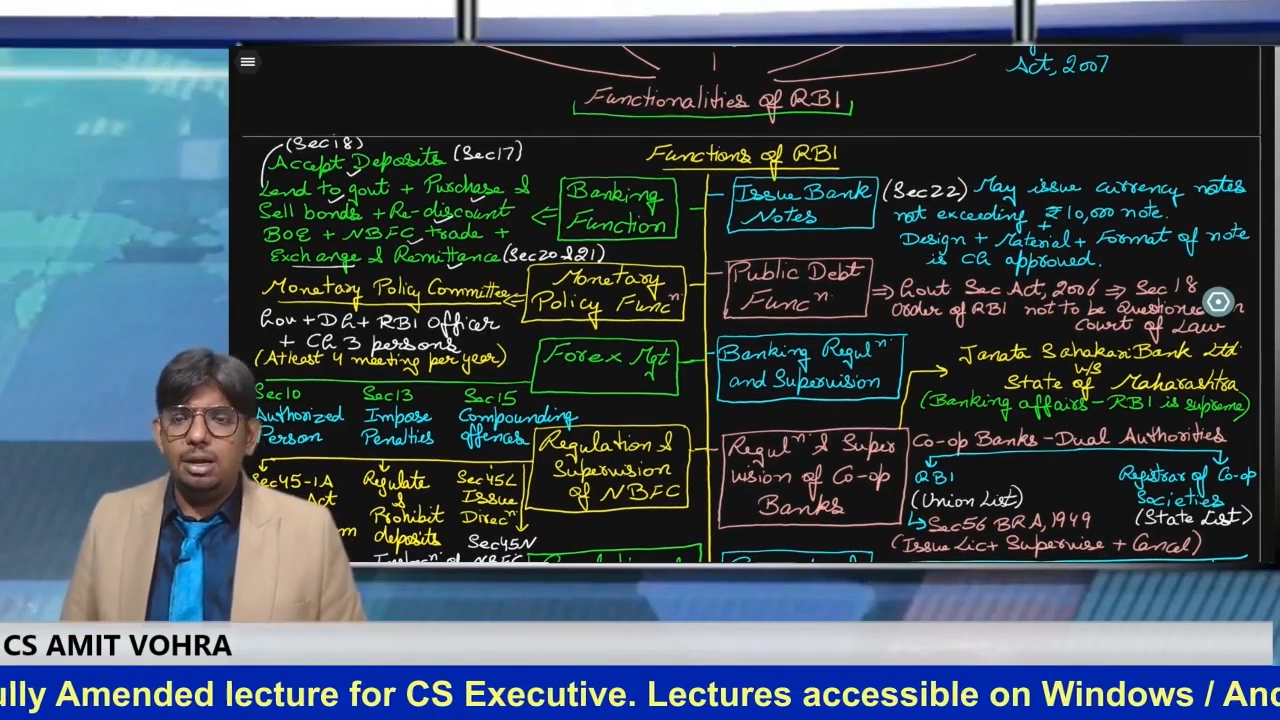 Act, 2007
Functionalities of RBI
Functions of RBI
(Sec18)
Accept Deposits (Sec17)
Lend to govt + Purchase &
Sell bonds + Re-discount
BOE + NBFC trade +
Exchange & Remittance (Sec20 & 21)
Banking
Function
Issue Bank
Notes
(Sec22) May issue currency notes
not exceeding ₹10,000 note.
+
Design + Material + Format of note
is CG approved.
Monetary Policy Committee
Gov + DG + RBI Officer
+ CG 3 persons
(Atleast 4 meeting per year)
Monetary
Policy Funcⁿ
Public Debt
Funcⁿ.
⇒ Govt Sec Act, 2006 ⇒ Sec 18
Order of RBI not to be Questioned in
Court of Law
Forex Mgt
Sec10 Sec13 Sec15
Authorized Impose Compounding
Person Penalties offences
Banking Regulⁿ.
and Supervision
Janata Sahakari Bank Ltd.
v/s
State of Maharashtra
(Banking affairs - RBI is supreme)
Regulation &
Supervision
of NBFC
Sec45-IA Regulate Sec45L
Act & Issue
Prohibit Direcⁿ
deposits
Sec45N
of NBFC
Regulⁿ & Super
vision of Co-op
Banks
Co-op Banks - Dual Authorities
RBI Registrar of Co-op
Societies
(Union List) (State List)
Sec56 BRA, 1949
(Issue Lic + Supervise + Cancel)
CS AMIT VOHRA
ully Amended lecture for CS Executive. Lectures accessible on Windows / And